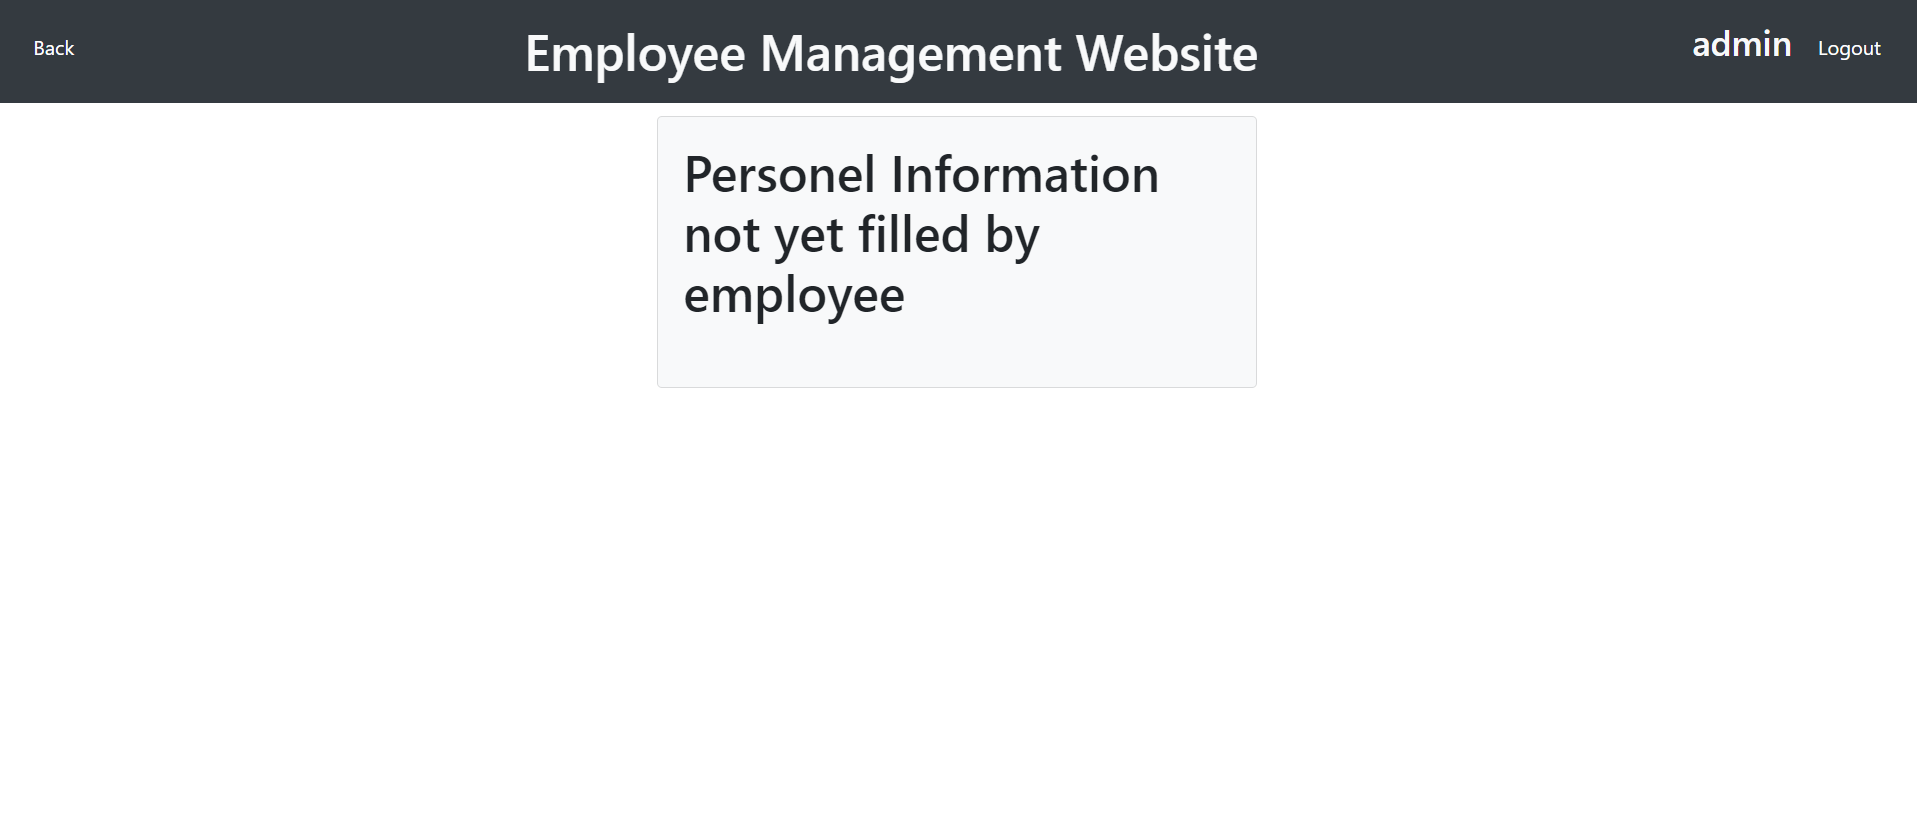 Back
Employee Management Website
admin
Logout
Personel Information
not yet filled by
employee